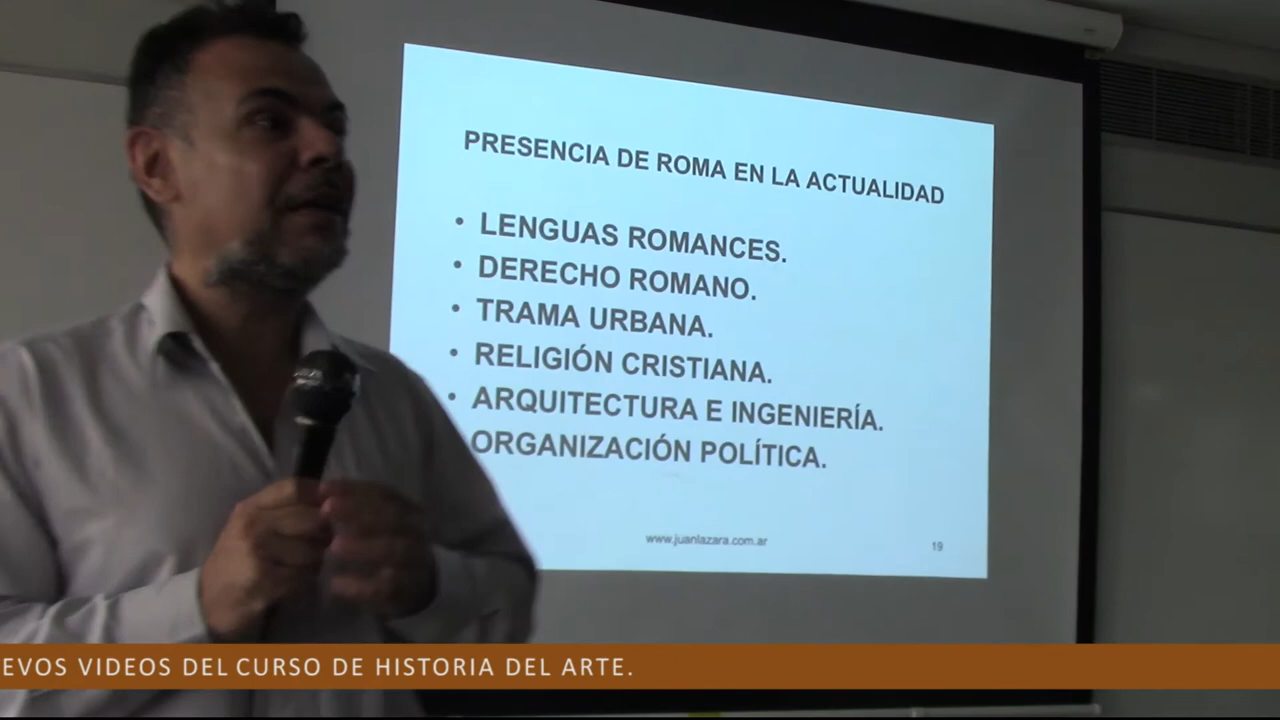 PRESENCIA DE ROMA EN LA ACTUALIDAD
• LENGUAS ROMANCES.
• DERECHO ROMANO.
• TRAMA URBANA.
• RELIGIÓN CRISTIANA.
• ARQUITECTURA E INGENIERÍA.
ORGANIZACIÓN POLÍTICA.
www.juanlazara.com.ar
19
EVOS VIDEOS DEL CURSO DE HISTORIA DEL ARTE.